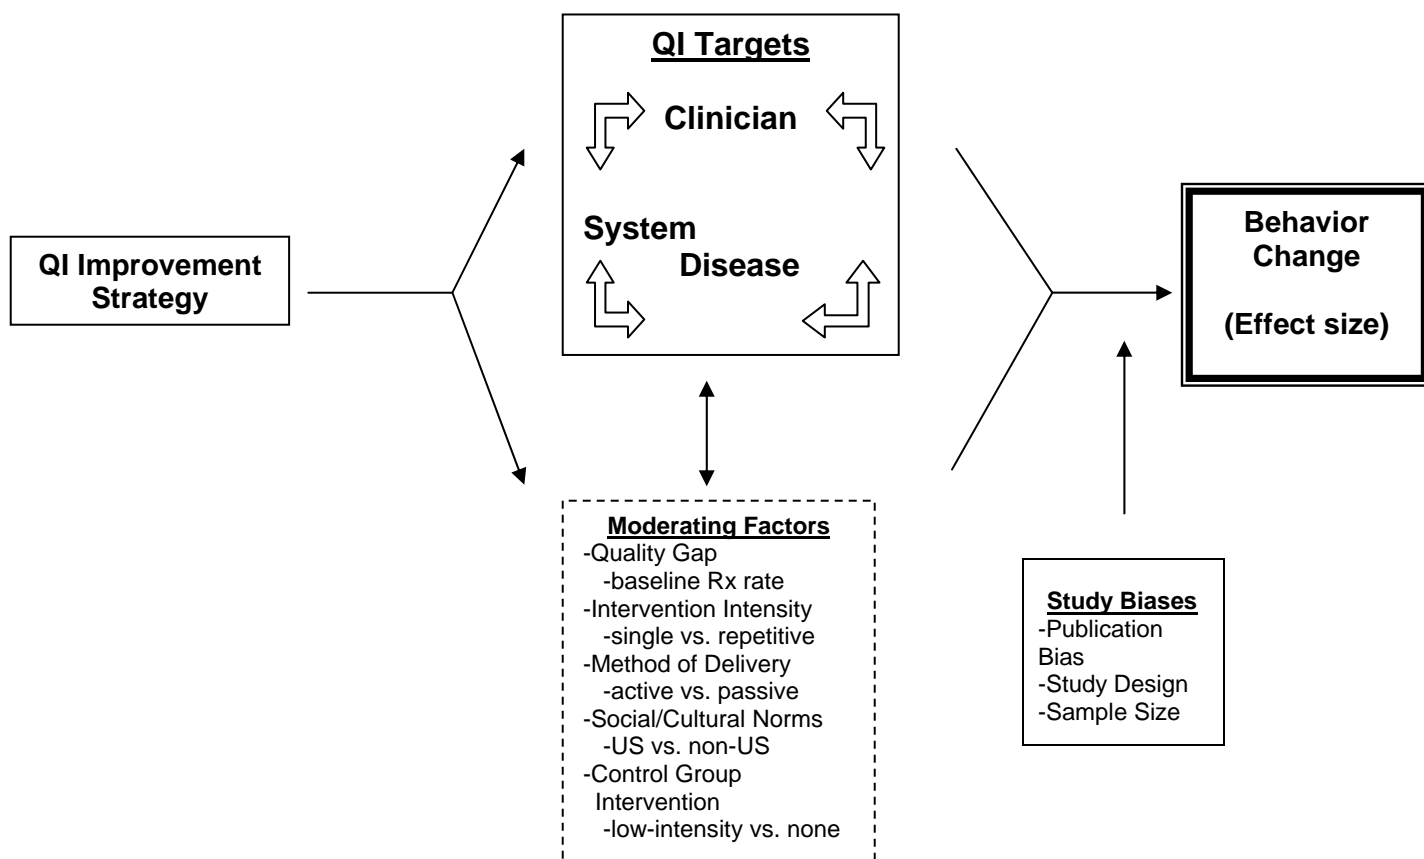 QI Improvement
Strategy
QI Targets
Clinician
System
Disease
Moderating Factors
-Quality Gap
-baseline Rx rate
-Intervention Intensity
-single vs. repetitive
-Method of Delivery
-active vs. passive
-Social/Cultural Norms
-US vs. non-US
-Control Group
Intervention
-low-intensity vs. none
Study Biases
-Publication
Bias
-Study Design
-Sample Size
Behavior
Change
(Effect size)